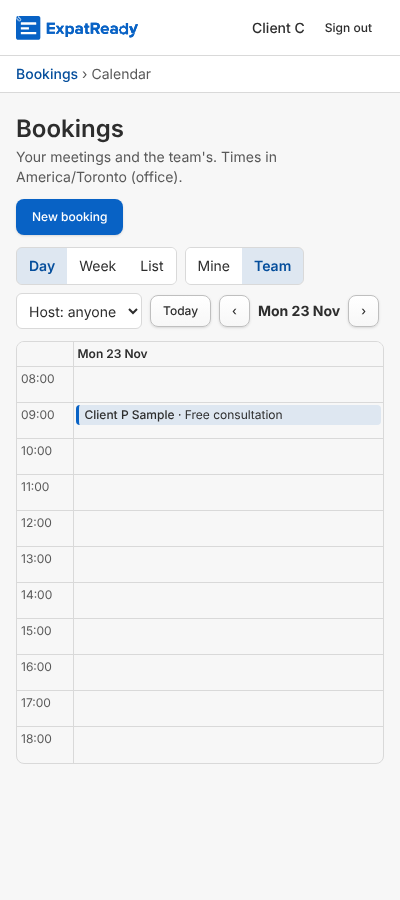 ExpatReady
Client C
Sign out
Bookings › Calendar
Bookings
Your meetings and the team's. Times in
America/Toronto (office).
New booking
Day
Week
List
Mine
Team
Host: anyone
Today
‹
Mon 23 Nov
›
Mon 23 Nov
08:00
09:00
Client P Sample · Free consultation
10:00
11:00
12:00
13:00
14:00
15:00
16:00
17:00
18:00